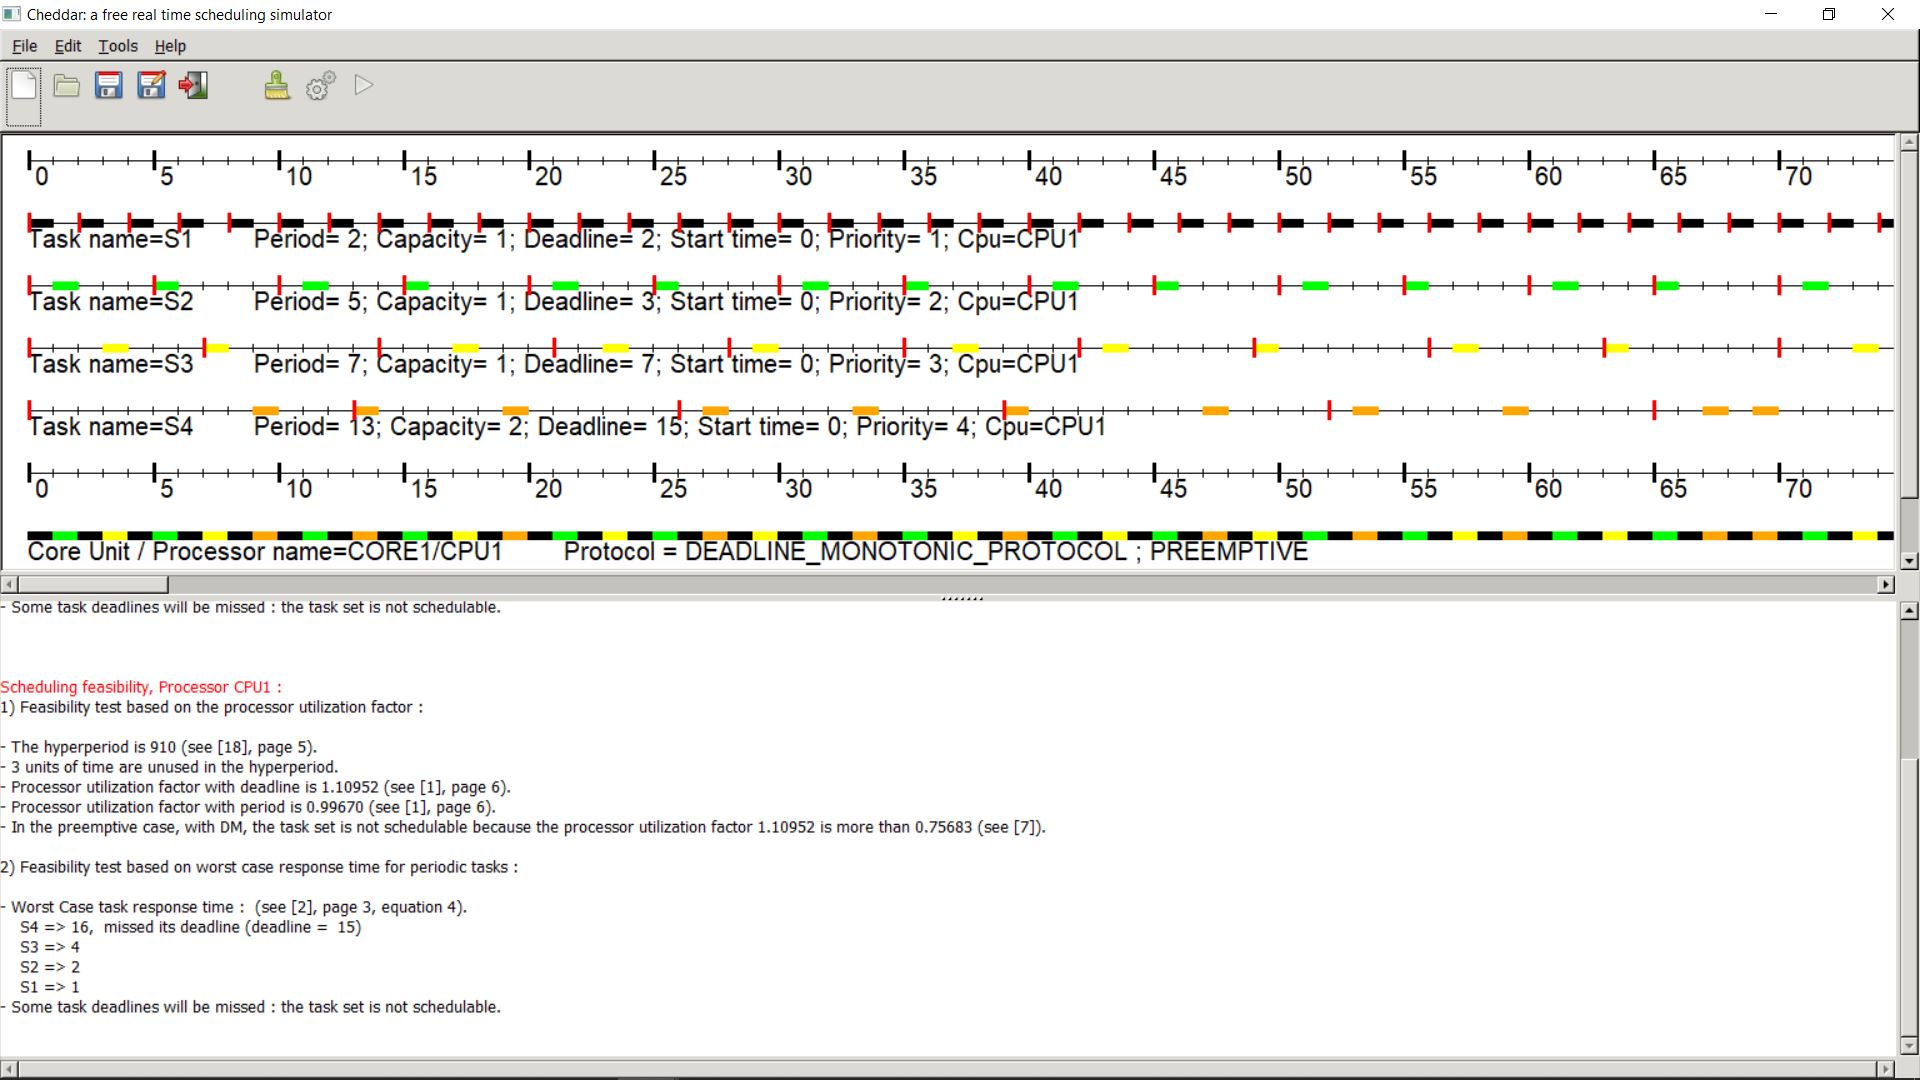 Cheddar: a free real time scheduling simulator
File Edit Tools Help
0 5 10 15 20 25 30 35 40 45 50 55 60 65 70
Task name=S1 Period= 2; Capacity= 1; Deadline= 2; Start time= 0; Priority= 1; Cpu=CPU1
Task name=S2 Period= 5; Capacity= 1; Deadline= 3; Start time= 0; Priority= 2; Cpu=CPU1
Task name=S3 Period= 7; Capacity= 1; Deadline= 7; Start time= 0; Priority= 3; Cpu=CPU1
Task name=S4 Period= 13; Capacity= 2; Deadline= 15; Start time= 0; Priority= 4; Cpu=CPU1
0 5 10 15 20 25 30 35 40 45 50 55 60 65 70
Core Unit / Processor name=CORE1/CPU1 Protocol = DEADLINE_MONOTONIC_PROTOCOL ; PREEMPTIVE
- Some task deadlines will be missed : the task set is not schedulable.
Scheduling feasibility, Processor CPU1 :
1) Feasibility test based on the processor utilization factor :
- The hyperperiod is 910 (see [18], page 5).
- 3 units of time are unused in the hyperperiod.
- Processor utilization factor with deadline is 1.10952 (see [1], page 6).
- Processor utilization factor with period is 0.99670 (see [1], page 6).
- In the preemptive case, with DM, the task set is not schedulable because the processor utilization factor 1.10952 is more than 0.75683 (see [7]).
2) Feasibility test based on worst case response time for periodic tasks :
- Worst Case task response time : (see [2], page 3, equation 4).
S4 => 16, missed its deadline (deadline = 15)
S3 => 4
S2 => 2
S1 => 1
- Some task deadlines will be missed : the task set is not schedulable.